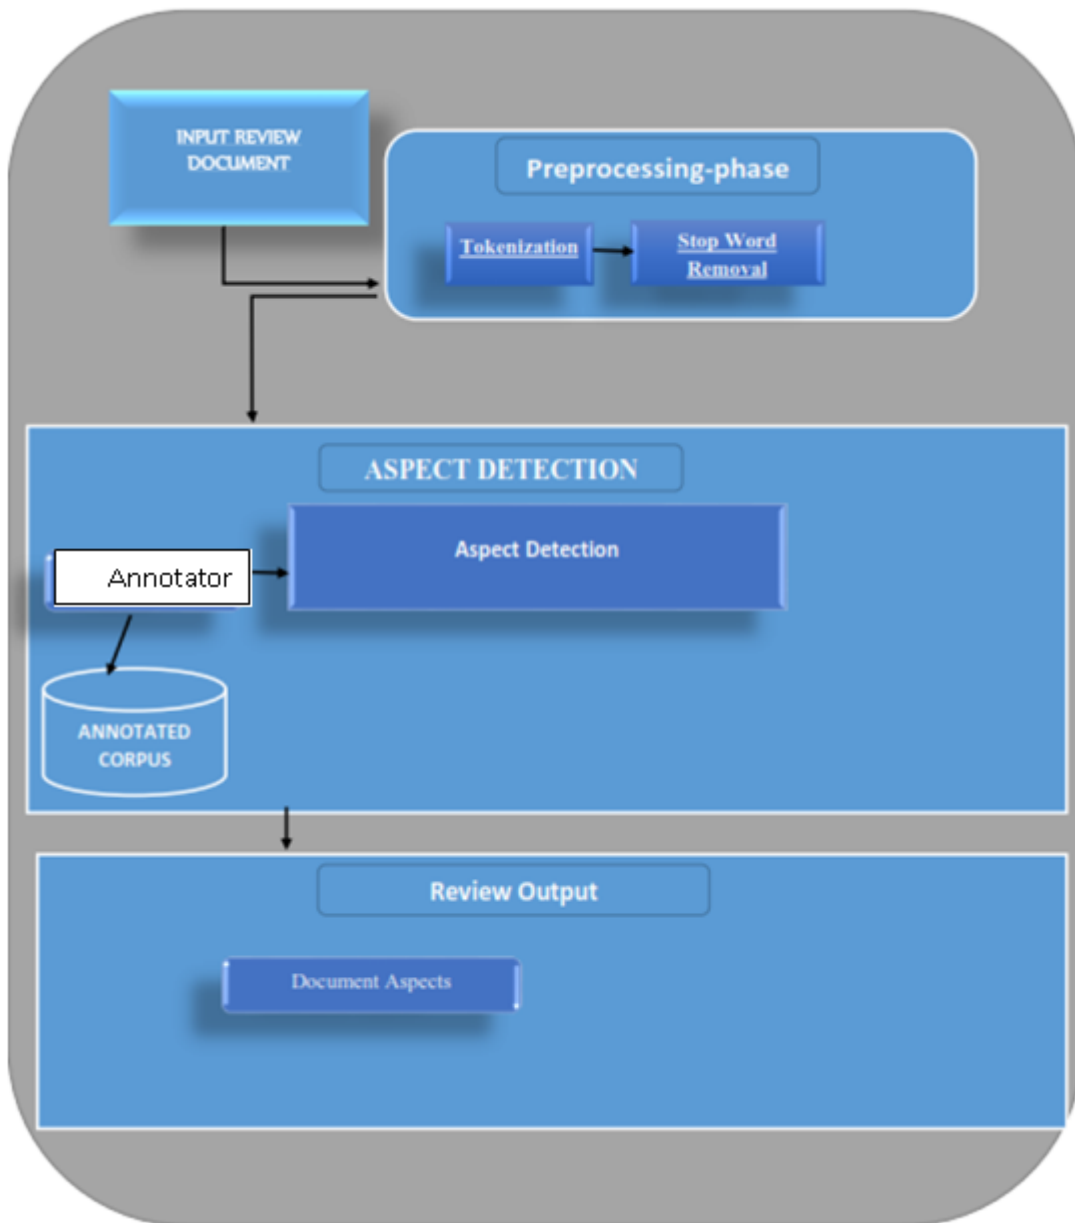 INPUT REVIEW
DOCUMENT
Preprocessing-phase
Tokenization
Stop Word
Removal
ASPECT DETECTION
Aspect Detection
Annotator
ANNOTATED
CORPUS
Review Output
Document Aspects